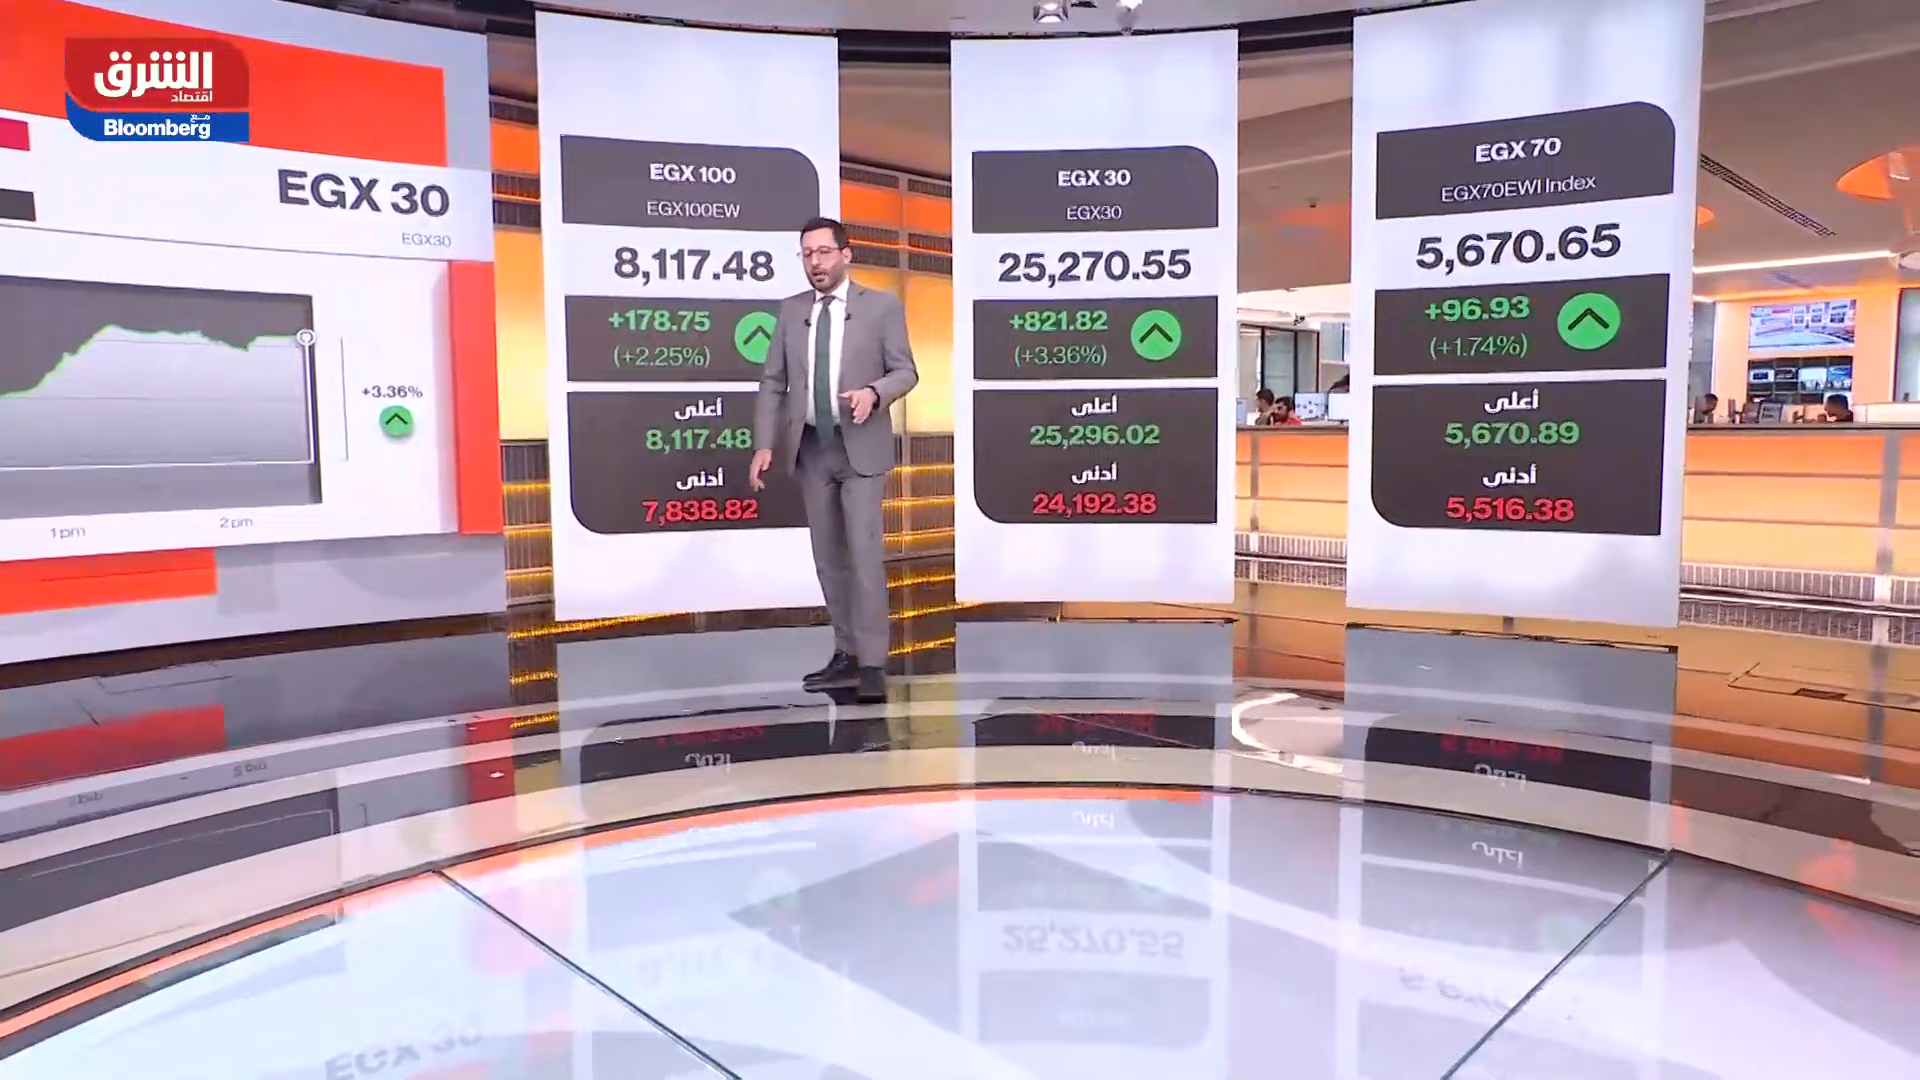 الشرق
اقتصاد
مع
Bloomberg
EGX 30
EGX30
+3.36%
1pm
2pm
EGX 100
EGX100EW
8,117.48
+178.75
(+2.25%)
أعلى
8,117.48
أدنى
7,838.82
EGX 30
EGX30
25,270.55
+821.82
(+3.36%)
أعلى
25,296.02
أدنى
24,192.38
EGX 70
EGX70EWI Index
5,670.65
+96.93
(+1.74%)
أعلى
5,670.89
أدنى
5,516.38